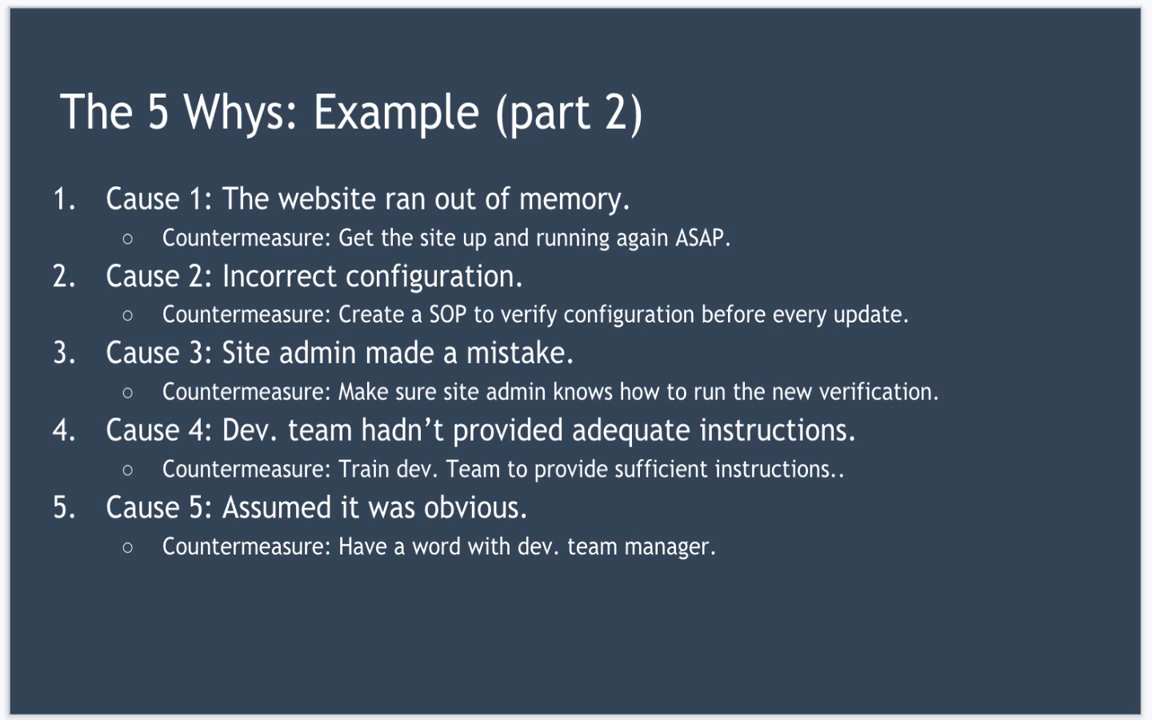 The 5 Whys: Example (part 2)
1. Cause 1: The website ran out of memory.
○ Countermeasure: Get the site up and running again ASAP.
2. Cause 2: Incorrect configuration.
○ Countermeasure: Create a SOP to verify configuration before every update.
3. Cause 3: Site admin made a mistake.
○ Countermeasure: Make sure site admin knows how to run the new verification.
4. Cause 4: Dev. team hadn’t provided adequate instructions.
○ Countermeasure: Train dev. Team to provide sufficient instructions..
5. Cause 5: Assumed it was obvious.
○ Countermeasure: Have a word with dev. team manager.